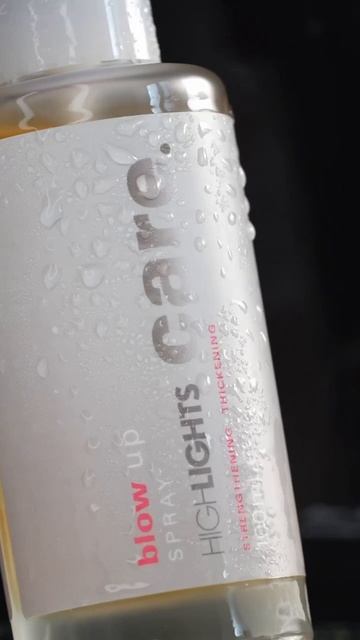 blow up
SPRAY
HIGHLIGHTS care.
STRENGTHENING · THICKENING